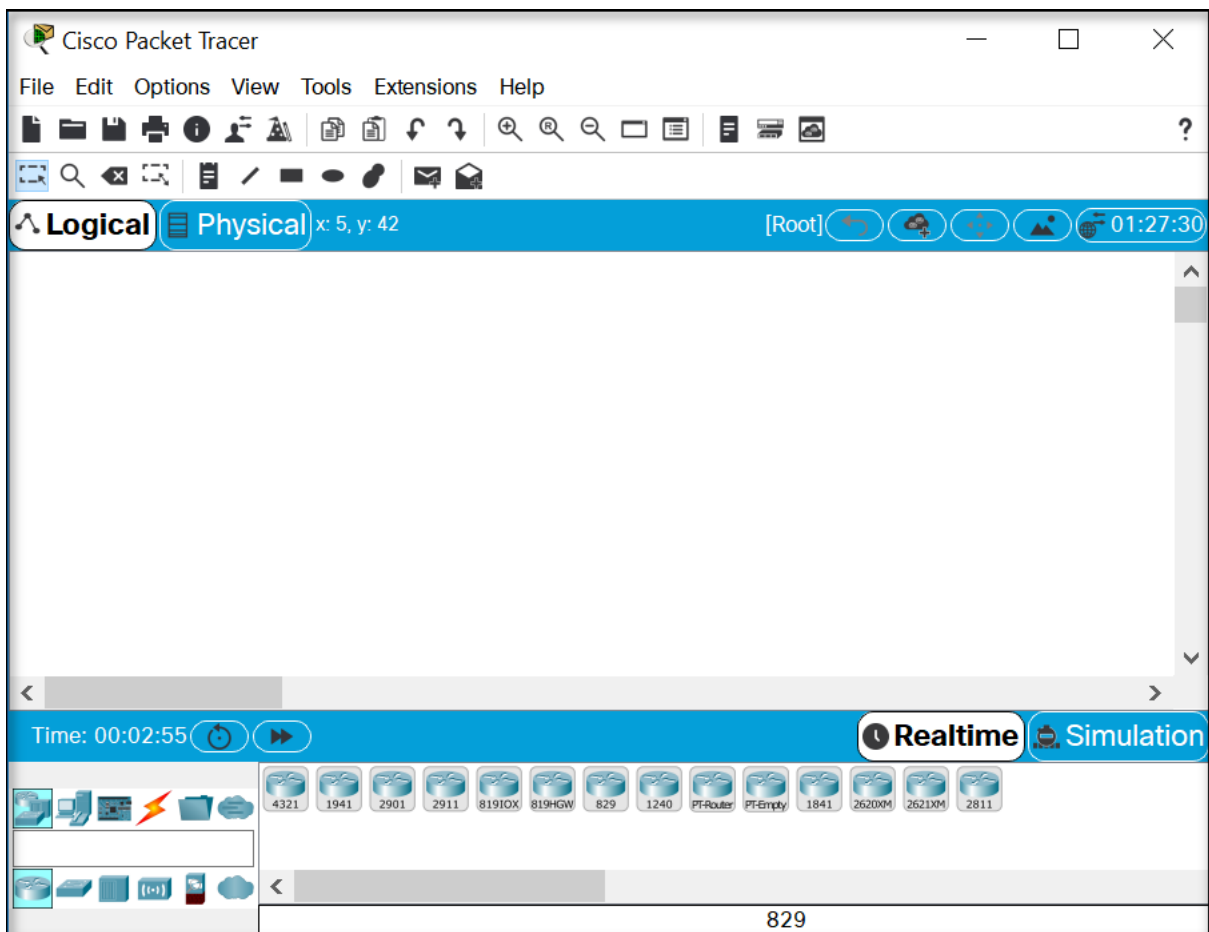 Cisco Packet Tracer
File Edit Options View Tools Extensions Help
?
Logical Physical x: 5, y: 42 [Root] 01:27:30
Time: 00:02:55 Realtime Simulation
4321 1941 2901 2911 819IOX 819HGW 829 1240 PT-Router PT-Empty 1841 2620XM 2621XM 2811
829